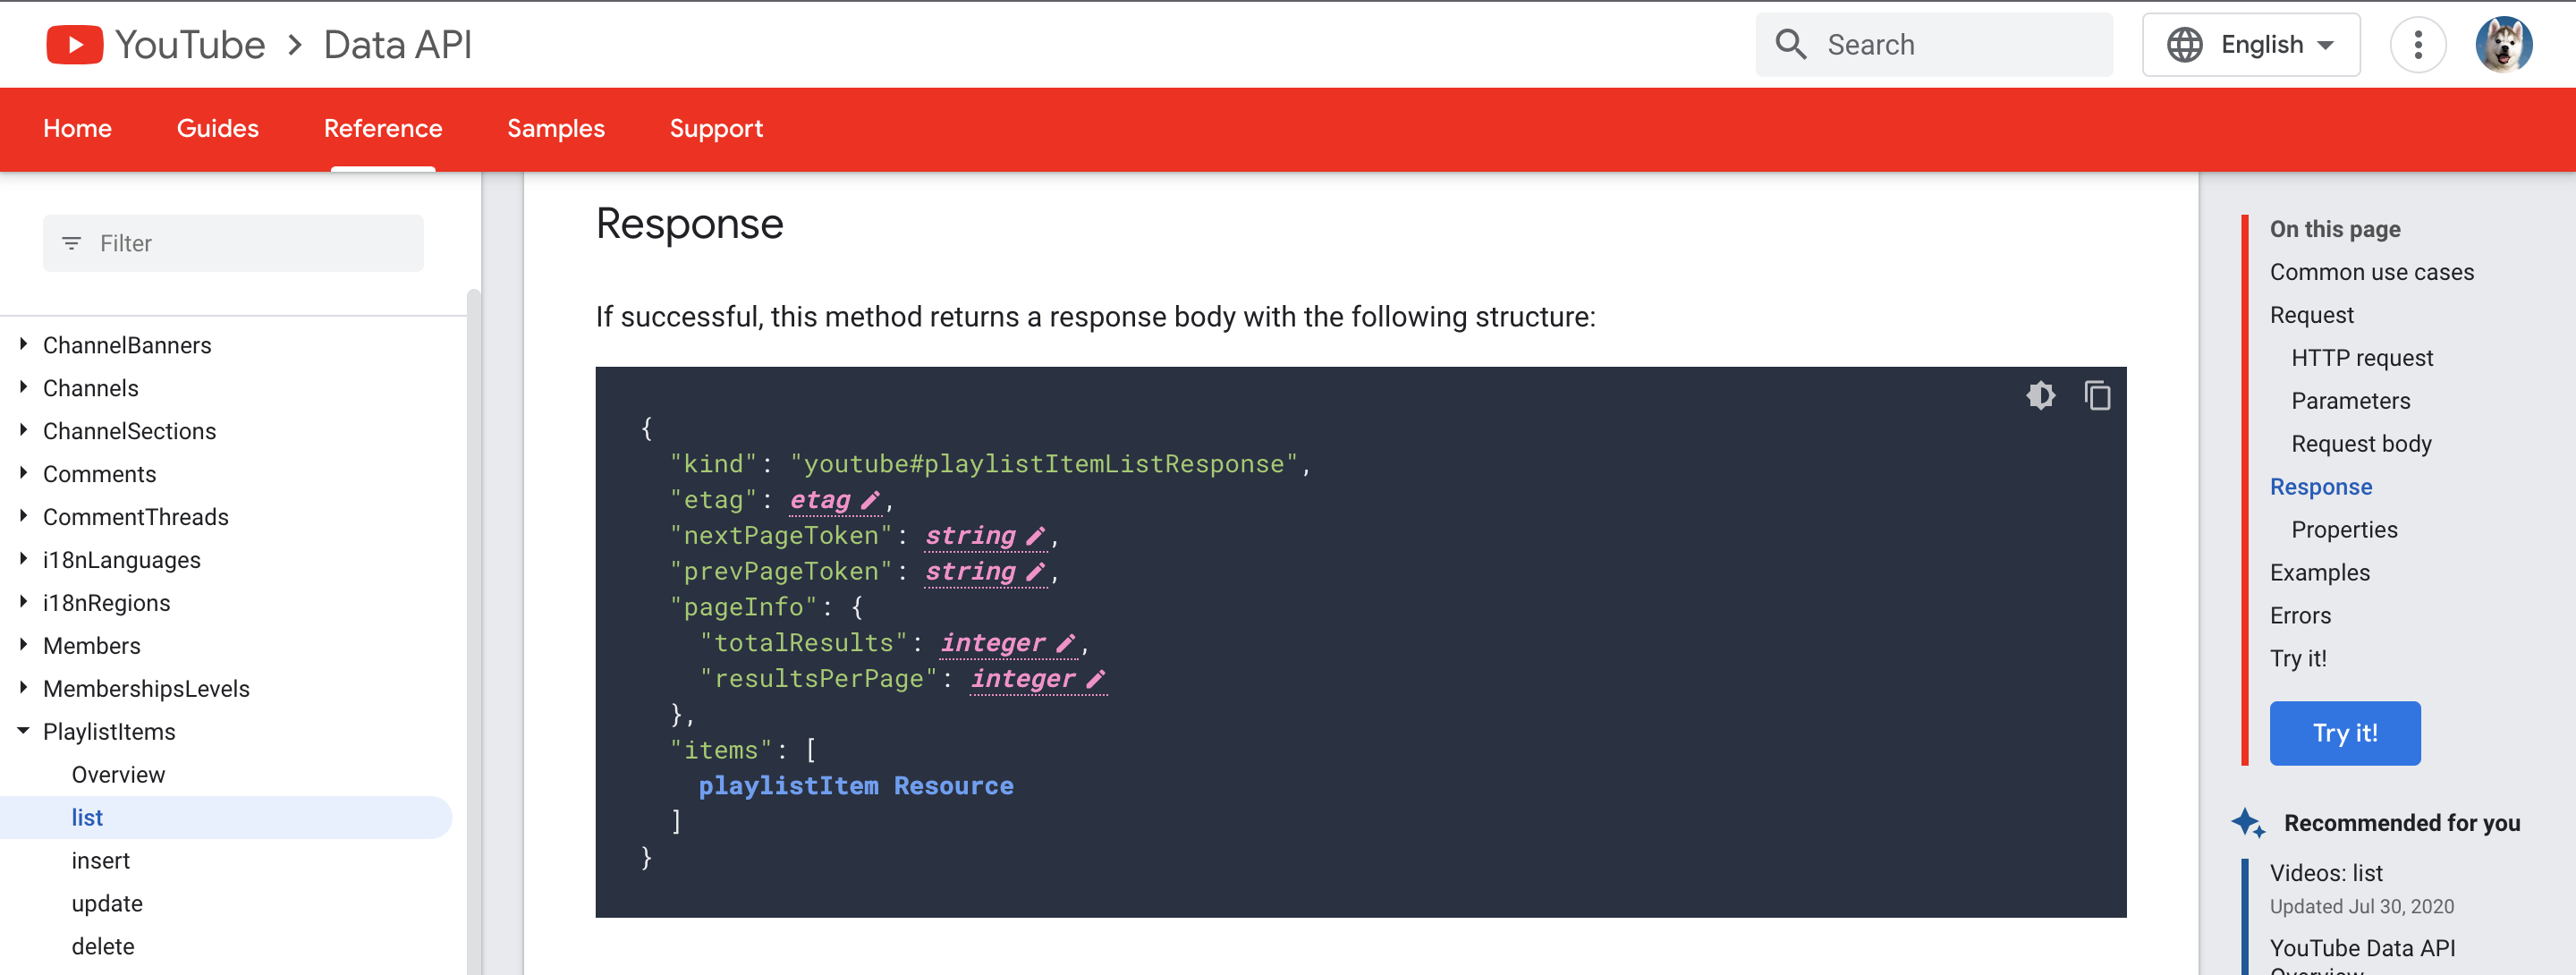 YouTube > Data API
Search
English
Home
Guides
Reference
Samples
Support
Filter
ChannelBanners
Channels
ChannelSections
Comments
CommentThreads
i18nLanguages
i18nRegions
Members
MembershipsLevels
PlaylistItems
Overview
list
insert
update
delete
Response
If successful, this method returns a response body with the following structure:
{
  "kind": "youtube#playlistItemListResponse",
  "etag": etag,
  "nextPageToken": string,
  "prevPageToken": string,
  "pageInfo": {
    "totalResults": integer,
    "resultsPerPage": integer
  },
  "items": [
    playlistItem Resource
  ]
}
On this page
Common use cases
Request
HTTP request
Parameters
Request body
Response
Properties
Examples
Errors
Try it!
Try it!
Recommended for you
Videos: list
Updated Jul 30, 2020
YouTube Data API
Overview